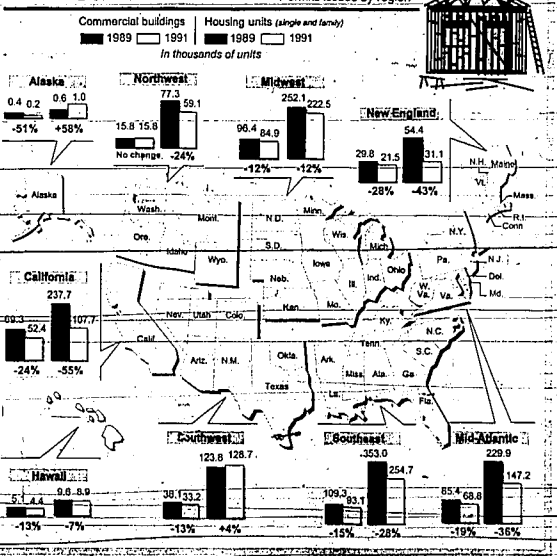 Commercial buildings
Housing units (single and family)
1989 1991
1989 1991
In thousands of units
Alaska
0.4 0.2 0.6 1.0
-51% +58%
Northwest
15.8 15.8 77.3 59.1
No change -24%
Midwest
96.4 84.9 252.1 222.5
-12% -12%
New England
29.8 21.5 54.4 31.1
-28% -43%
Alaska
Wash.
Ore.
Idaho
Mont.
Wyo.
N.D.
S.D.
Neb.
Kan.
Minn.
Iowa
Mo.
Wis.
Ill.
Mich.
Ind.
Ohio
Ky.
Tenn.
W. Va.
Va.
Pa.
N.Y.
N.H.
Maine
Vt.
Mass.
R.I.
Conn
N.J.
Del.
Md.
N.C.
S.C.
Ga.
Fla.
Ala.
Miss.
La.
Ark.
Okla.
Texas
N.M.
Ariz.
Nev.
Utah
Colo.
Calif.
California
69.3 52.4 237.7 107.7
-24% -55%
Hawaii
5.1 4.4 9.6 8.9
-13% -7%
Southwest
38.1 33.2 123.8 128.7
-13% +4%
Southeast
109.3 93.1 353.0 254.7
-15% -28%
Mid-Atlantic
85.4 68.8 229.9 147.2
-19% -36%